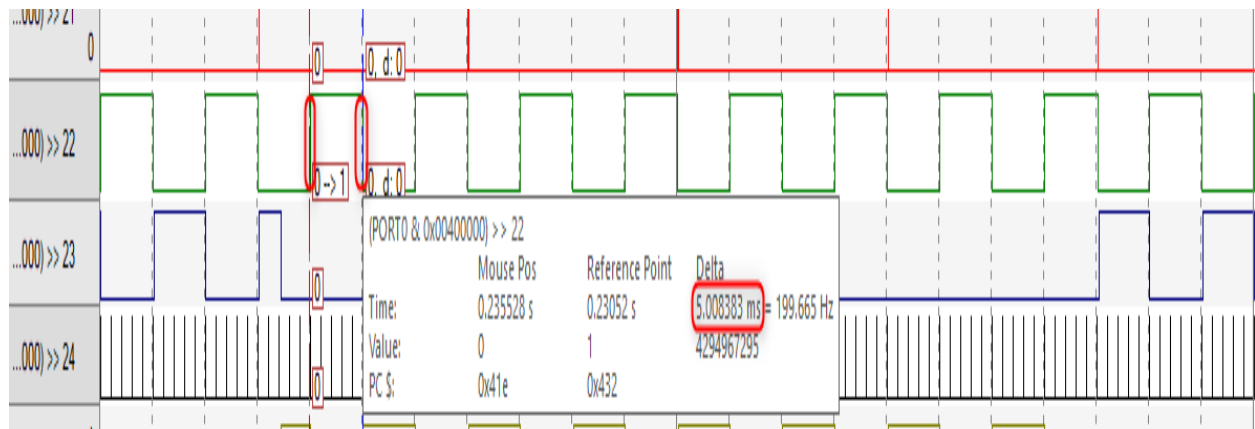 ...000) >> 21
0
0
0, d: 0
...000) >> 22
0 --> 1
0, d: 0
(PORT0 & 0x00400000) >> 22
Mouse Pos Reference Point Delta
Time: 0.235528 s 0.23052 s 5.008383 ms = 199.665 Hz
Value: 0 1 4294967295
PC $: 0x41e 0x432
...000) >> 23
0
...000) >> 24
0